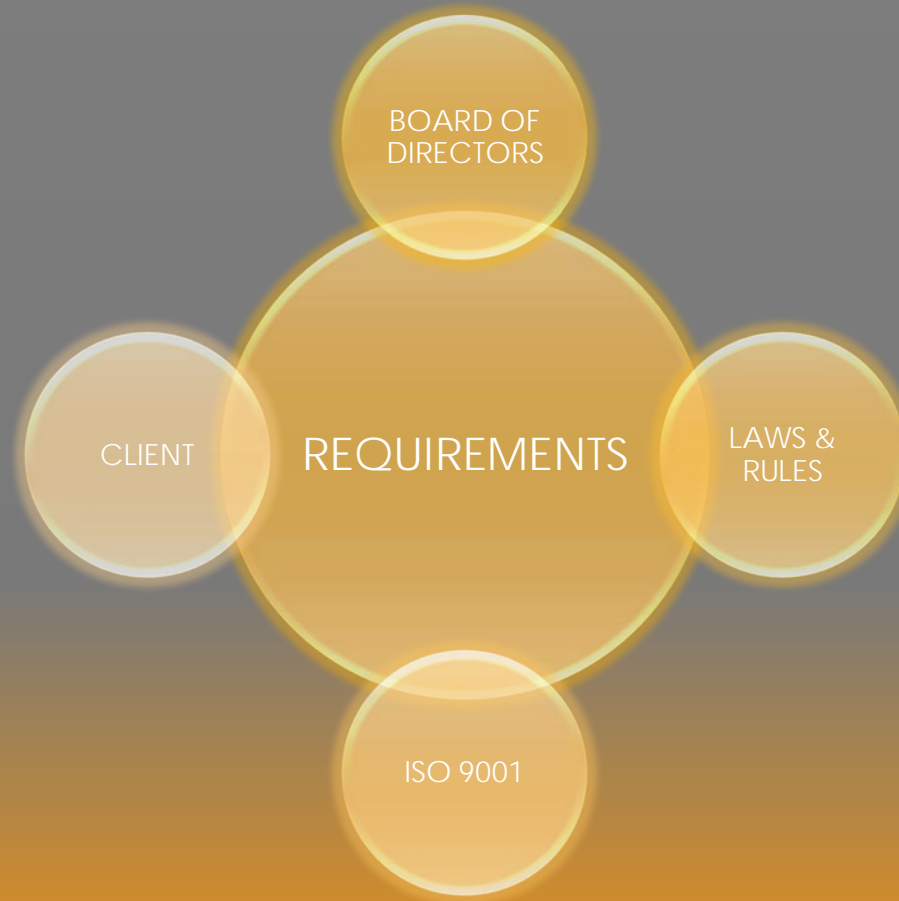 BOARD OF
DIRECTORS
CLIENT
REQUIREMENTS
LAWS &
RULES
ISO 9001